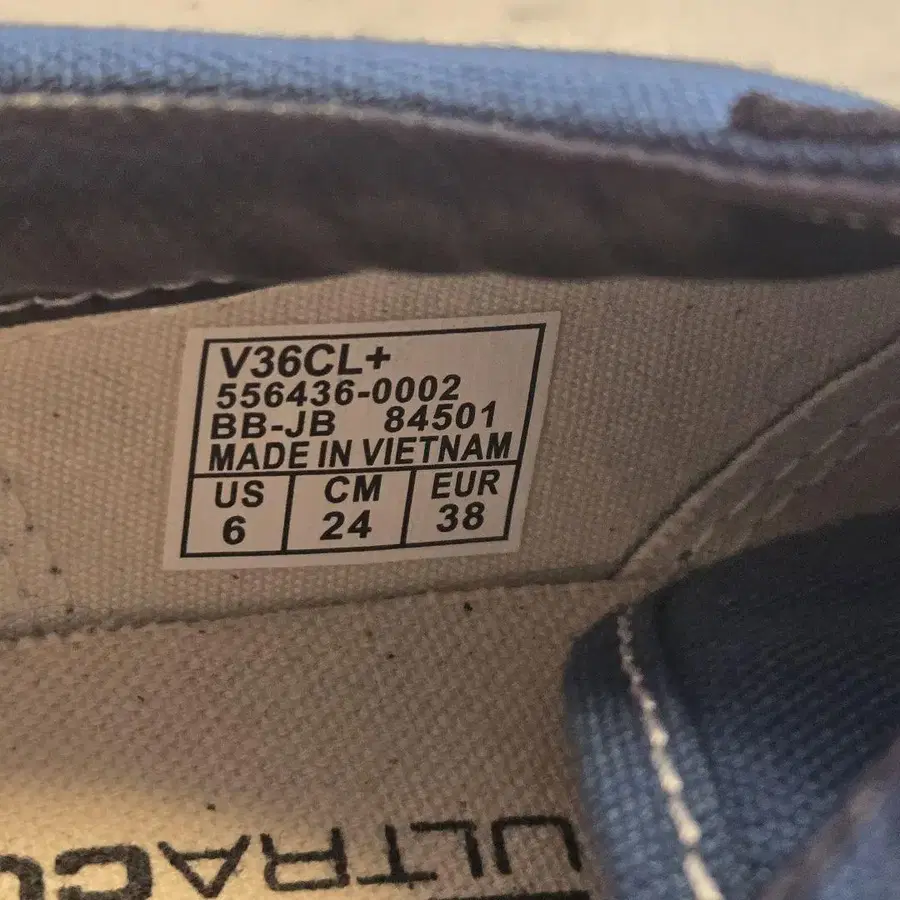 V36CL+
556436-0002
BB-JB 84501
MADE IN VIETNAM
US CM EUR
6 24 38